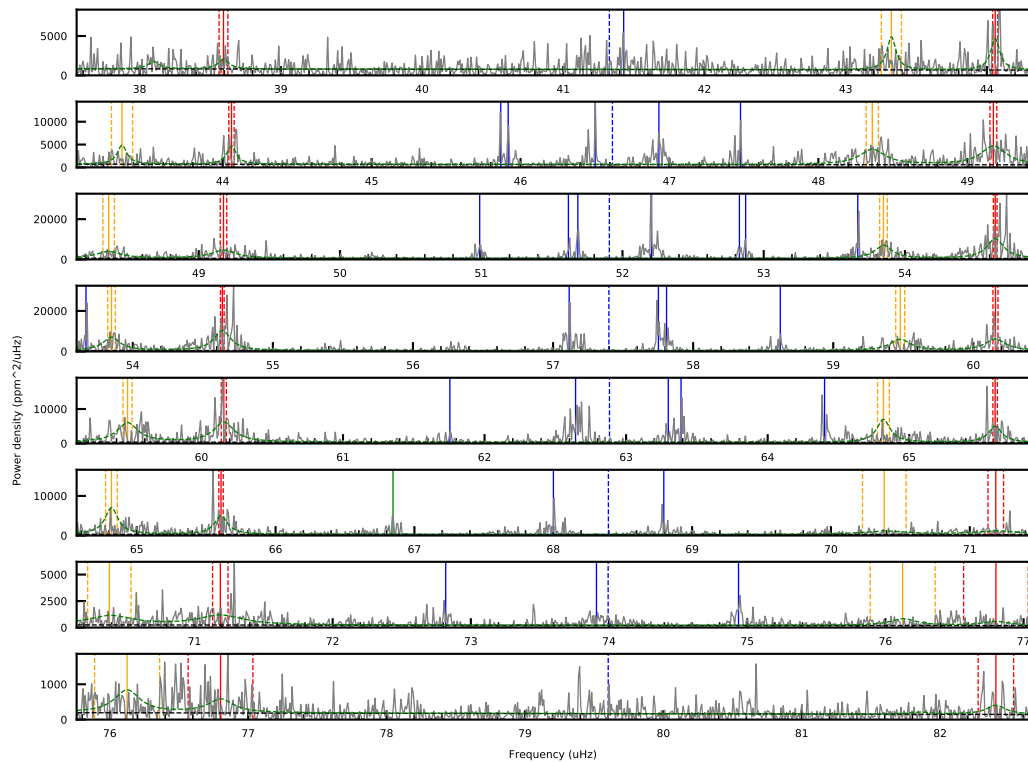 5000
0
38 39 40 41 42 43 44
10000
5000
0
44 45 46 47 48 49
20000
0
49 50 51 52 53 54
20000
0
54 55 56 57 58 59 60
Power density (ppm^2/uHz)
10000
0
60 61 62 63 64 65
10000
0
65 66 67 68 69 70 71
5000
2500
0
71 72 73 74 75 76 77
1000
0
76 77 78 79 80 81 82
Frequency (uHz)